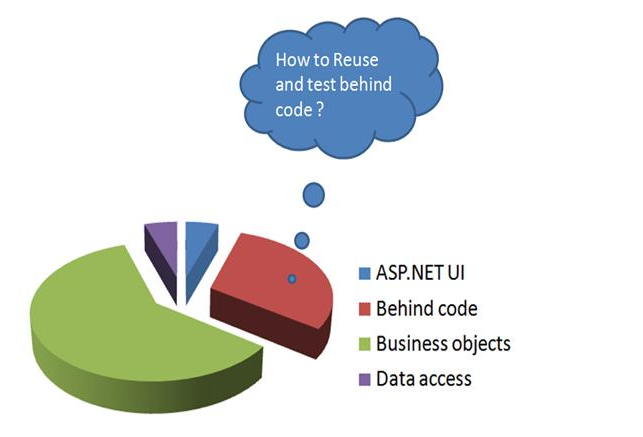 How to Reuse
and test behind
code ?
ASP.NET UI
Behind code
Business objects
Data access